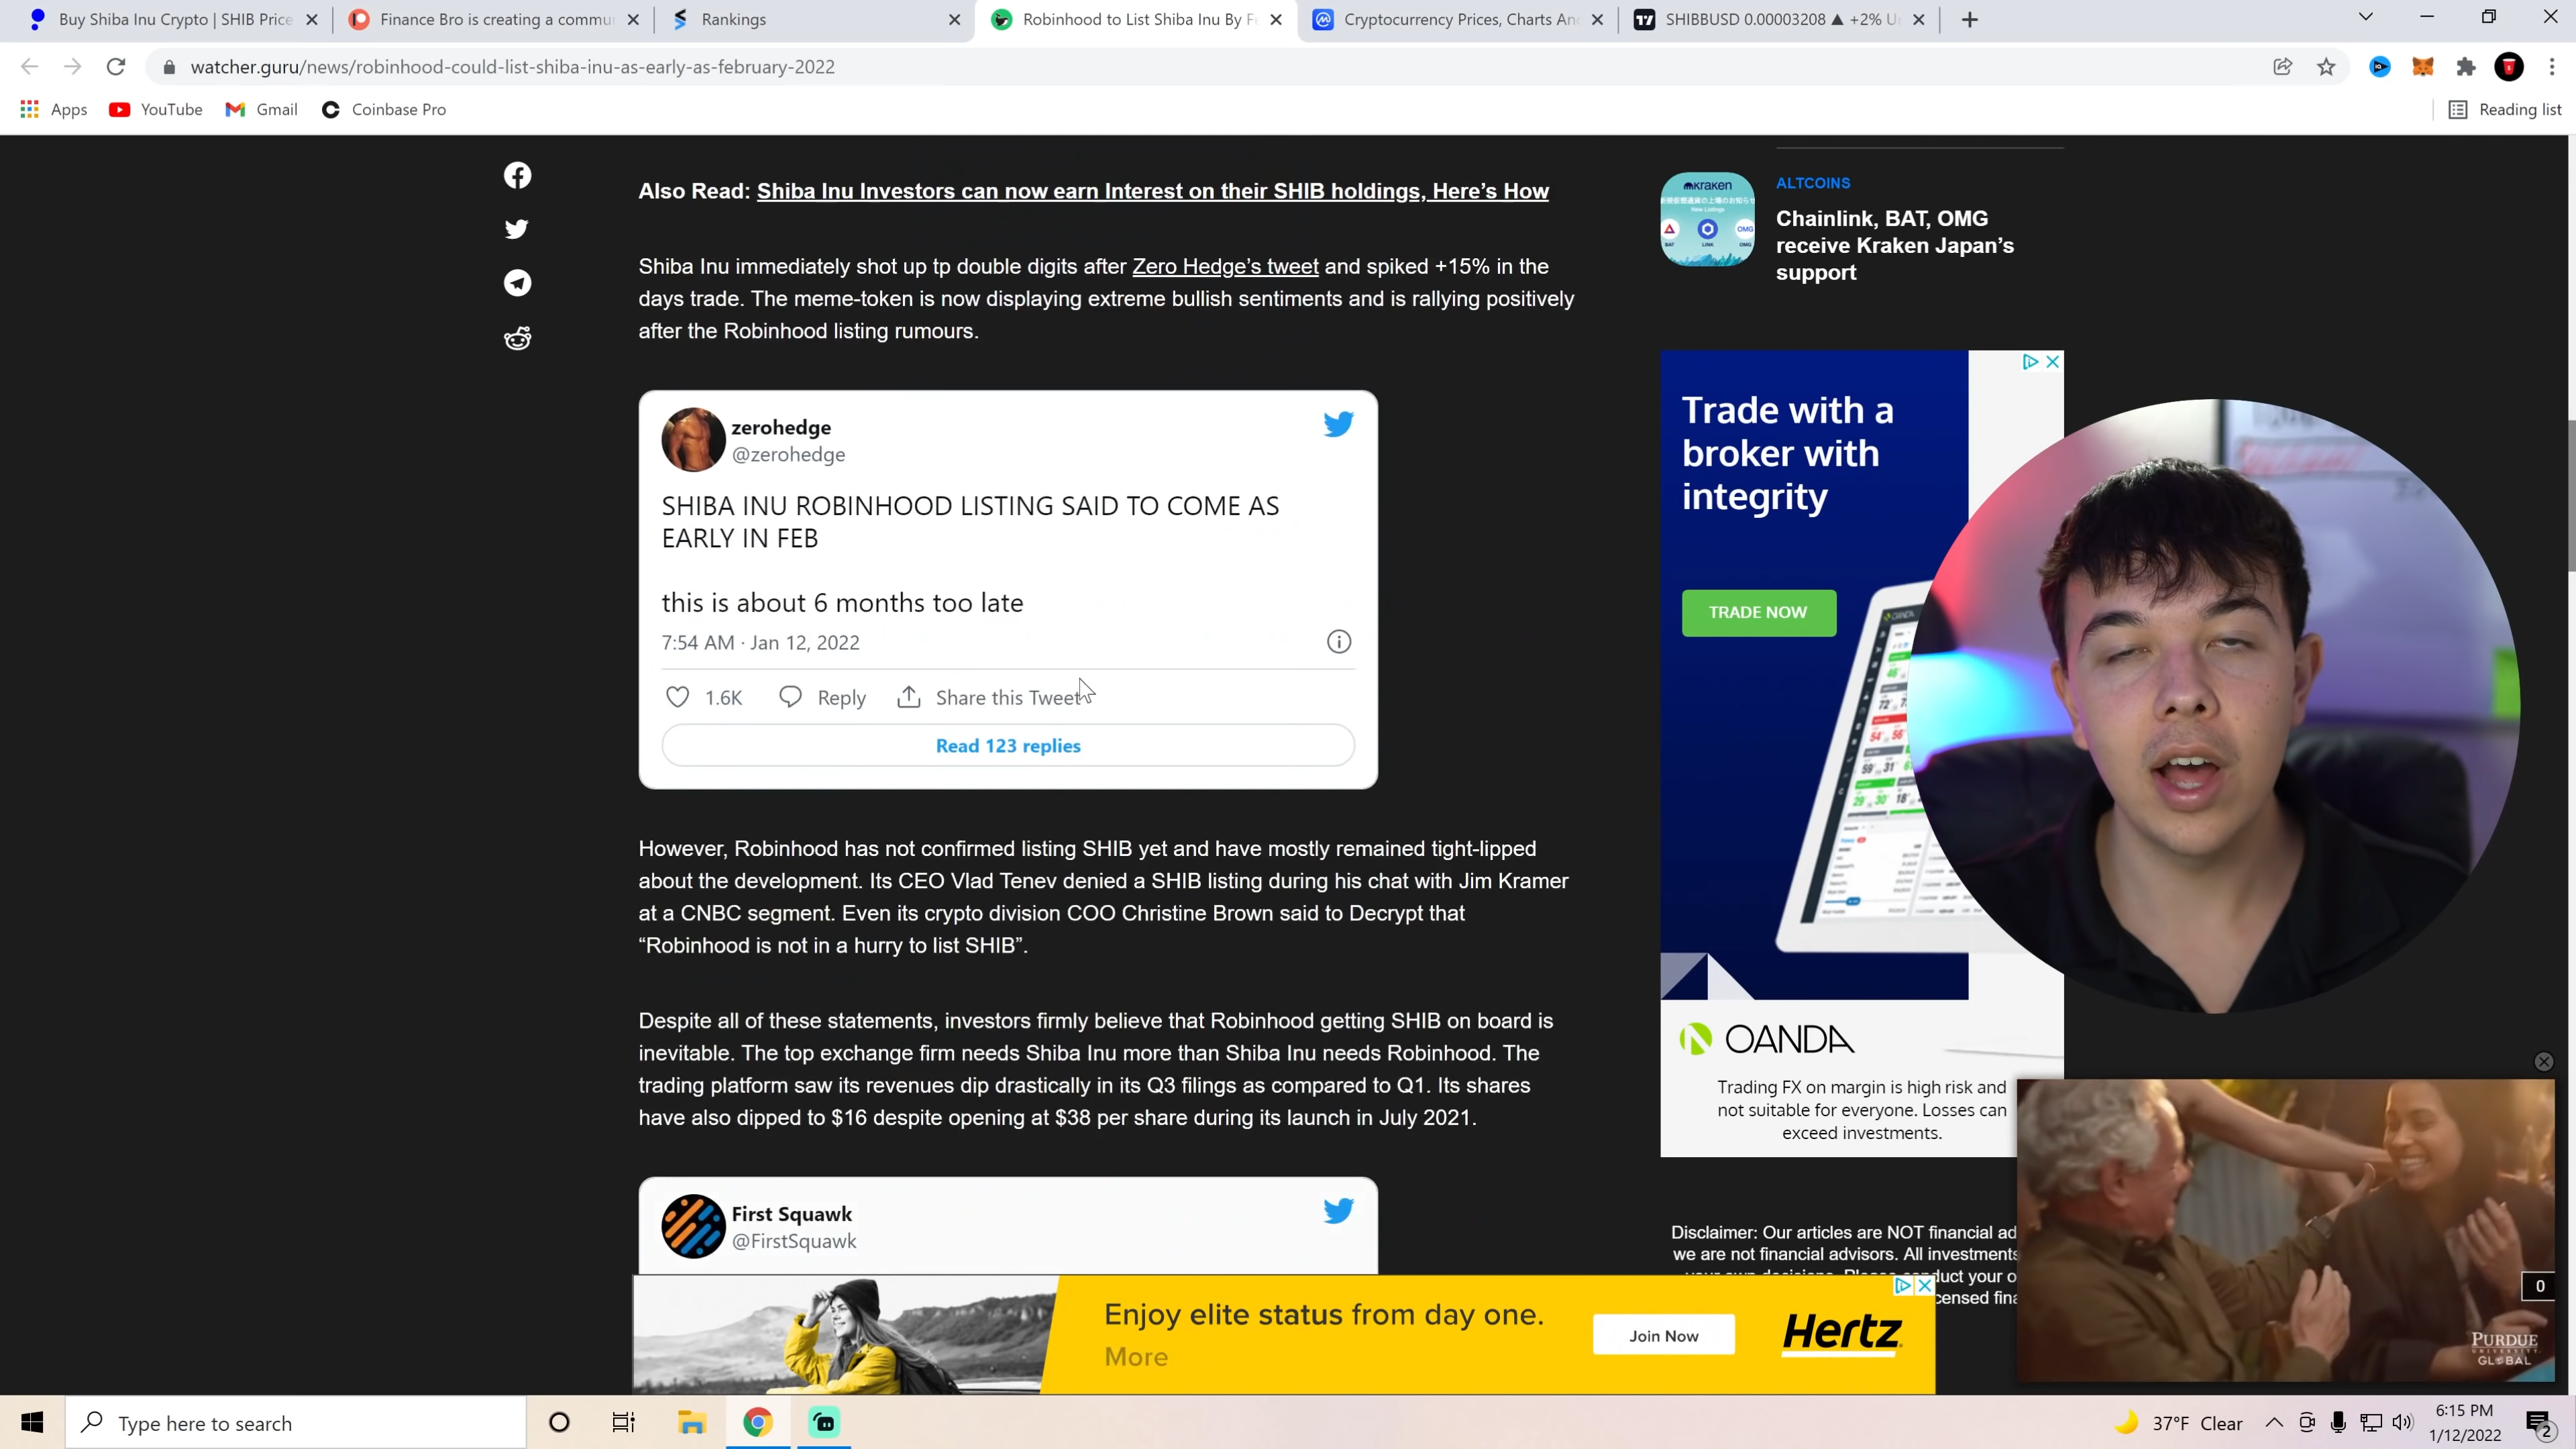 Buy Shiba Inu Crypto | SHIB Price
Finance Bro is creating a commu
Rankings
Robinhood to List Shiba Inu By F
Cryptocurrency Prices, Charts An
SHIBBUSD 0.00003208 ▲ +2% U
watcher.guru/news/robinhood-could-list-shiba-inu-as-early-as-february-2022
Apps
YouTube
Gmail
Coinbase Pro
Reading list
Also Read: Shiba Inu Investors can now earn Interest on their SHIB holdings, Here's How
Shiba Inu immediately shot up tp double digits after Zero Hedge's tweet and spiked +15% in the
days trade. The meme-token is now displaying extreme bullish sentiments and is rallying positively
after the Robinhood listing rumours.
zerohedge
@zerohedge
SHIBA INU ROBINHOOD LISTING SAID TO COME AS
EARLY IN FEB
this is about 6 months too late
7:54 AM · Jan 12, 2022
1.6K
Reply
Share this Tweet
Read 123 replies
However, Robinhood has not confirmed listing SHIB yet and have mostly remained tight-lipped
about the development. Its CEO Vlad Tenev denied a SHIB listing during his chat with Jim Kramer
at a CNBC segment. Even its crypto division COO Christine Brown said to Decrypt that
“Robinhood is not in a hurry to list SHIB”.
Despite all of these statements, investors firmly believe that Robinhood getting SHIB on board is
inevitable. The top exchange firm needs Shiba Inu more than Shiba Inu needs Robinhood. The
trading platform saw its revenues dip drastically in its Q3 filings as compared to Q1. Its shares
have also dipped to $16 despite opening at $38 per share during its launch in July 2021.
First Squawk
@FirstSquawk
kraken
New Listings
BAT
LINK
OMG
OMG
ALTCOINS
Chainlink, BAT, OMG
receive Kraken Japan's
support
Trade with a
broker with
integrity
TRADE NOW
OANDA
Trading FX on margin is high risk and
not suitable for everyone. Losses can
exceed investments.
Disclaimer: Our articles are NOT financial ad
we are not financial advisors. All investments
duct your o
censed fina
0
PURDUE
UNIVERSITY
GLOBAL
Enjoy elite status from day one.
More
Join Now
Hertz
Type here to search
37°F Clear
6:15 PM
1/12/2022
2